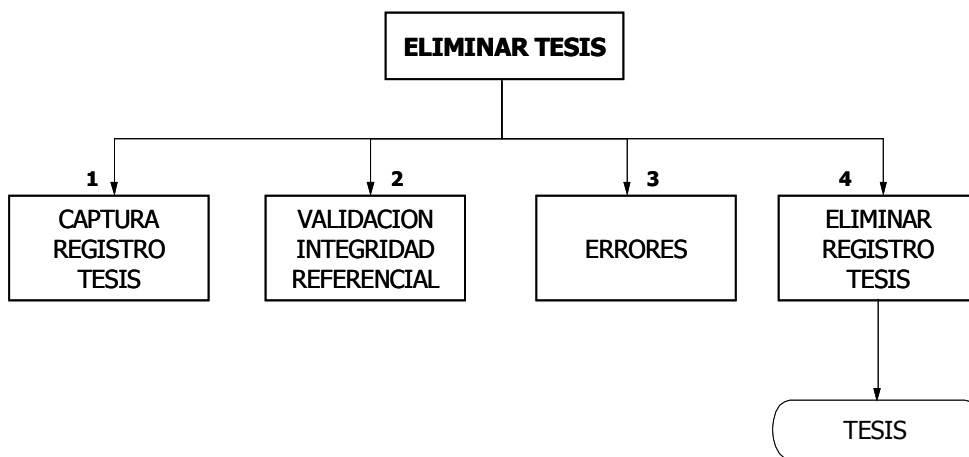 ELIMINAR TESIS
1
2
3
4
CAPTURA
REGISTRO
TESIS
VALIDACION
INTEGRIDAD
REFERENCIAL
ERRORES
ELIMINAR
REGISTRO
TESIS
TESIS